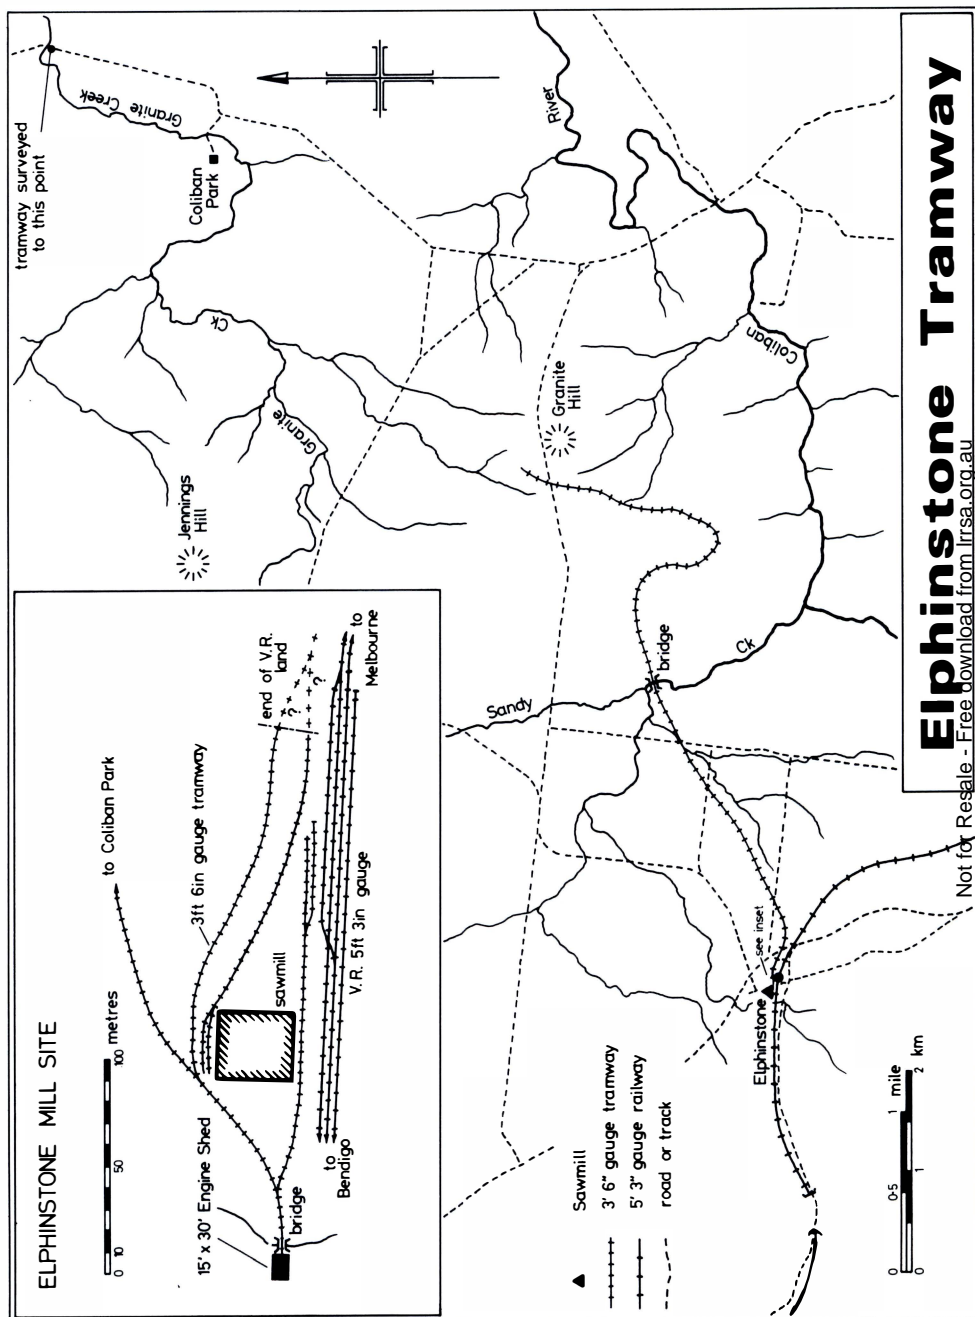 Elphinstone Tramway
ELPHINSTONE MILL SITE
0 10 50 100 metres
to Coliban Park
15' x 30' Engine Shed
bridge
3ft 6in gauge tramway
sawmill
end of V.R.
land
?
?
to
Bendigo
V.R. 5ft 3in gauge
to
Melbourne
tramway surveyed
to this point
Granite Creek
Coliban
Park
Ck
Granite
Jennings
Hill
Granite
Hill
River
Coliban
Sandy
Ck
bridge
see inset
Elphinstone
Sawmill
3' 6" gauge tramway
5' 3" gauge railway
road or track
0 0·5 1 mile
0 1 2 km
Not for Resale - Free download from lrrsa.org.au